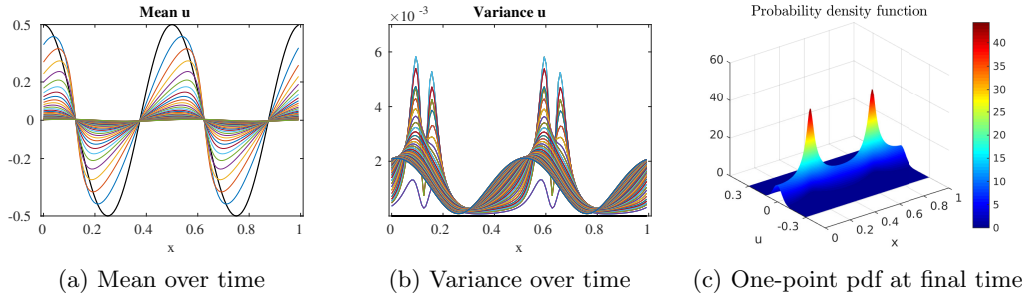 Mean u
0.5
0.2
0
-0.2
-0.5
0 0.2 0.4 0.6 0.8 1
x
(a) Mean over time
×10⁻³
Variance u
6
4
2
0 0.2 0.4 0.6 0.8 1
x
(b) Variance over time
Probability density function
60
40
20
0
0.3
0
-0.3
u
0 0.2 0.4 0.6 0.8 1
x
40
35
30
25
20
15
10
5
0
(c) One-point pdf at final time